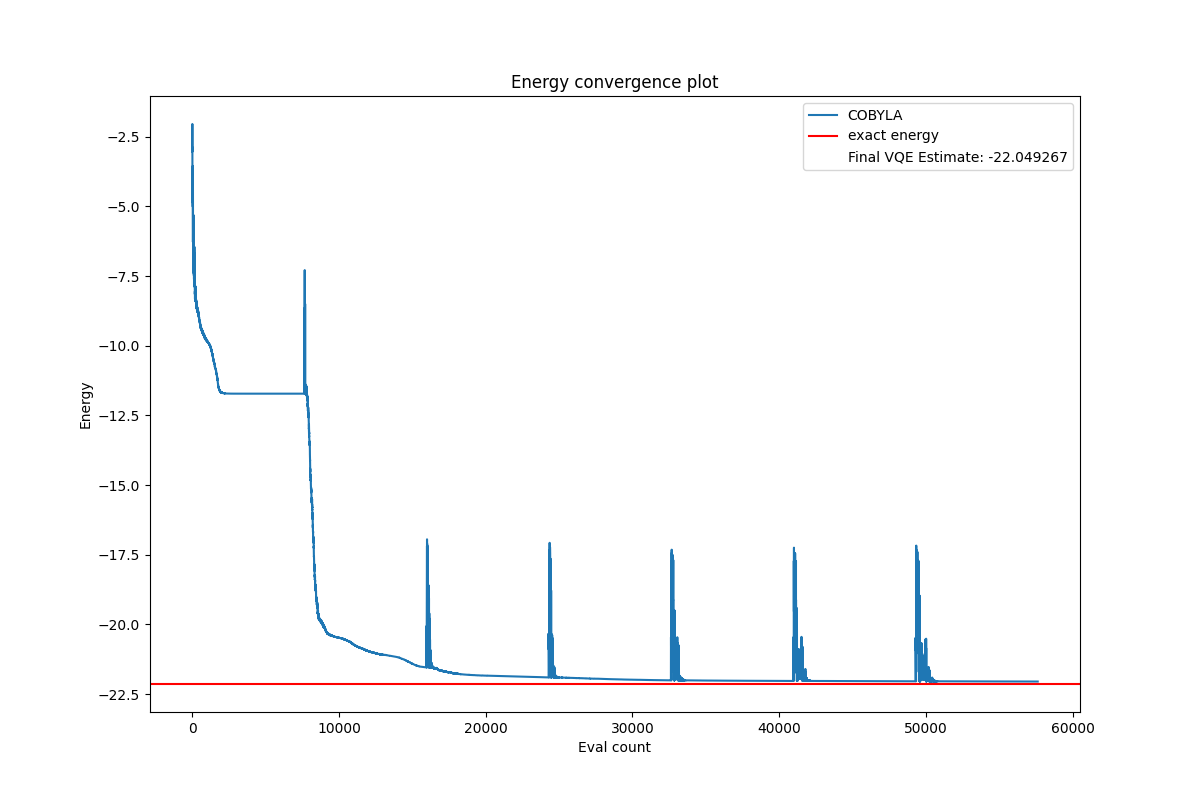 Energy convergence plot
COBYLA
exact energy
Final VQE Estimate: -22.049267
−2.5
−5.0
−7.5
−10.0
−12.5
−15.0
−17.5
−20.0
−22.5
Energy
0 10000 20000 30000 40000 50000 60000
Eval count